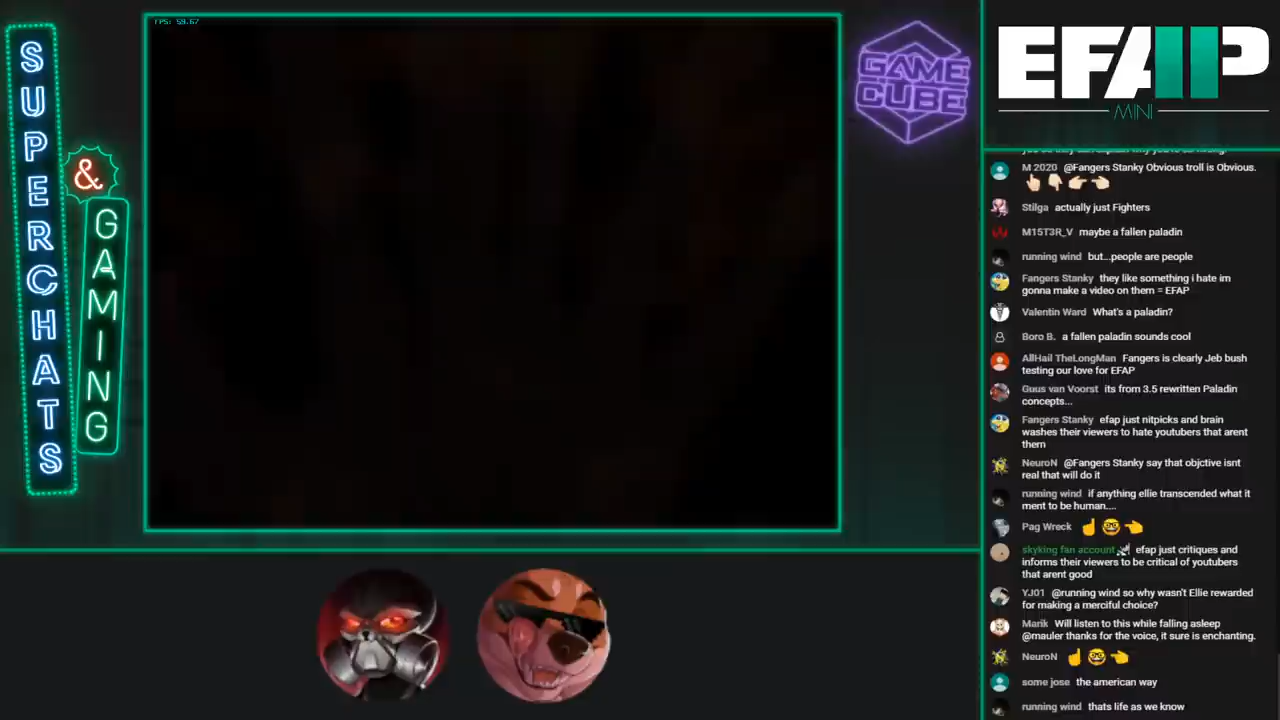 SUPERCHATS
&
GAMING
FPS: 59.67
GAME
CUBE
EFAP
MINI
M 2020 @Fangers Stanky Obvious troll is Obvious.
👆🏻👇🏻👉🏻👈🏻
Stilga actually just Fighters
M15T3R_V maybe a fallen paladin
running wind but...people are people
Fangers Stanky they like something i hate im
gonna make a video on them = EFAP
Valentin Ward What's a paladin?
Boro B. a fallen paladin sounds cool
AllHail TheLongMan Fangers is clearly Jeb bush
testing our love for EFAP
Guus van Voorst its from 3.5 rewritten Paladin
concepts...
Fangers Stanky efap just nitpicks and brain
washes their viewers to hate youtubers that arent
them
NeuroN @Fangers Stanky say that objctive isnt
real that will do it
running wind if anything ellie transcended what it
ment to be human....
Pag Wreck ☝️🤓👈
skyking fan account efap just critiques and
informs their viewers to be critical of youtubers
that arent good
YJ01 @running wind so why wasn't Ellie rewarded
for making a merciful choice?
Marik Will listen to this while falling asleep
@mauler thanks for the voice, it sure is enchanting.
NeuroN ☝️🤓👈
some jose the american way
running wind thats life as we know